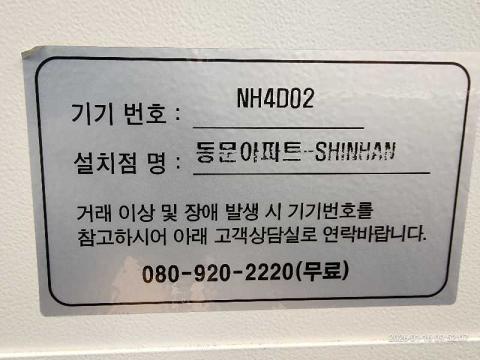 기기 번호 : NH4D02
설치점 명 : 동문아파트-SHINHAN
거래 이상 및 장애 발생 시 기기번호를
참고하시어 아래 고객상담실로 연락바랍니다.
080-920-2220(무료)